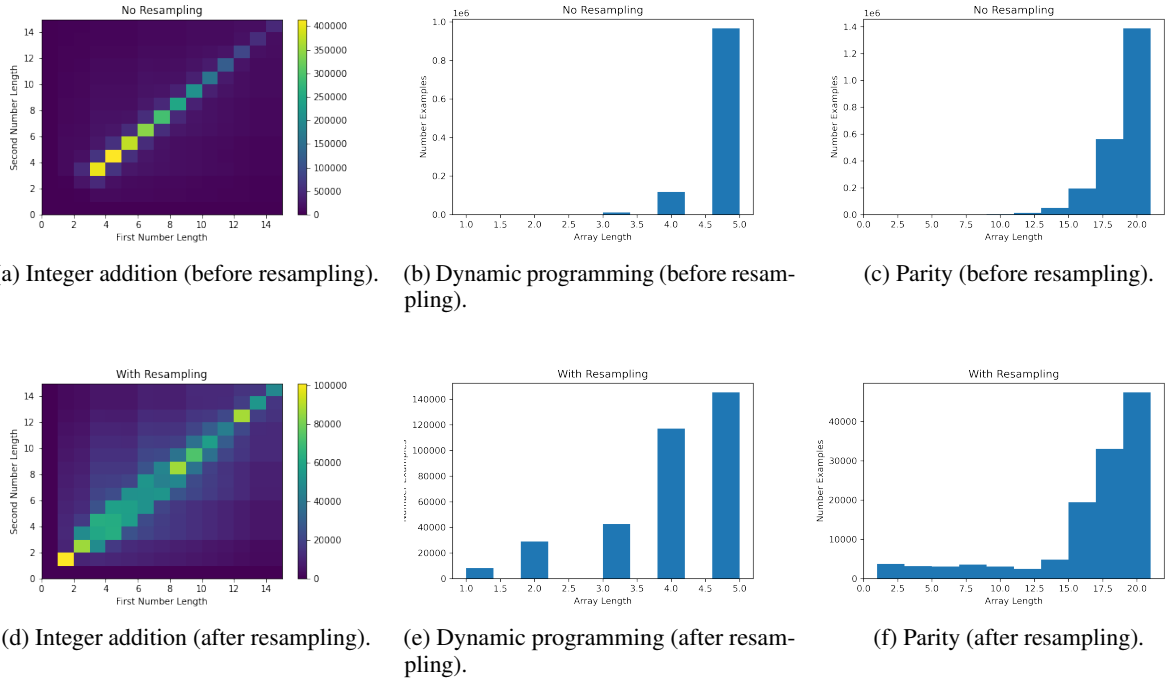 No Resampling
14
12
10
8
6
4
2
0
0 2 4 6 8 10 12 14
First Number Length
Second Number Length
400000
350000
300000
250000
200000
150000
100000
50000
0
No Resampling
1e6
1.0
0.8
0.6
0.4
0.2
0.0
1.0 1.5 2.0 2.5 3.0 3.5 4.0 4.5 5.0
Array Length
Number Examples
No Resampling
1e6
1.4
1.2
1.0
0.8
0.6
0.4
0.2
0.0
0.0 2.5 5.0 7.5 10.0 12.5 15.0 17.5 20.0
Array Length
Number Examples
a) Integer addition (before resampling).
(b) Dynamic programming (before resam-
pling).
(c) Parity (before resampling).
With Resampling
14
12
10
8
6
4
2
0
0 2 4 6 8 10 12 14
First Number Length
Second Number Length
100000
80000
60000
40000
20000
0
With Resampling
140000
120000
100000
80000
60000
40000
20000
0
1.0 1.5 2.0 2.5 3.0 3.5 4.0 4.5 5.0
Array Length
Number Examples
With Resampling
40000
30000
20000
10000
0
0.0 2.5 5.0 7.5 10.0 12.5 15.0 17.5 20.0
Array Length
Number Examples
(d) Integer addition (after resampling).
(e) Dynamic programming (after resam-
pling).
(f) Parity (after resampling).